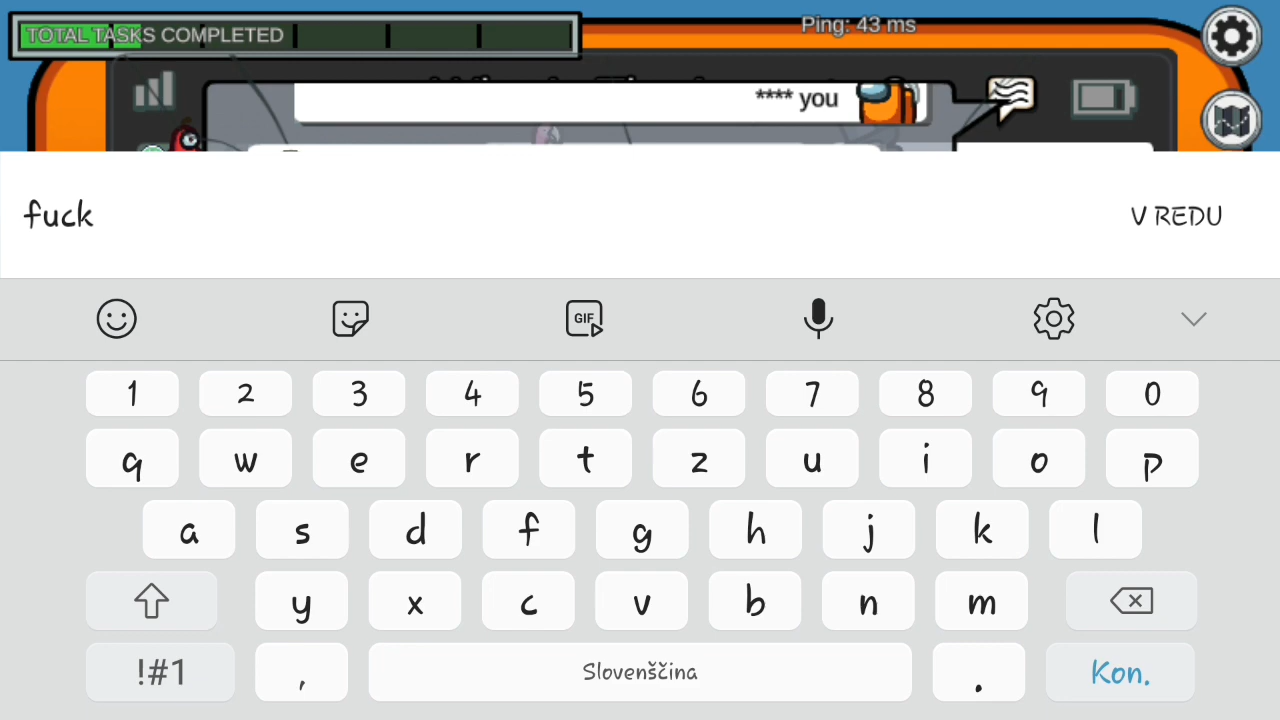 TOTAL TASKS COMPLETED
Ping: 43 ms
**** you
fuck
V REDU
GIF
1 2 3 4 5 6 7 8 9 0
q w e r t z u i o p
a s d f g h j k l
y x c v b n m
!#1 , Slovenščina . Kon.